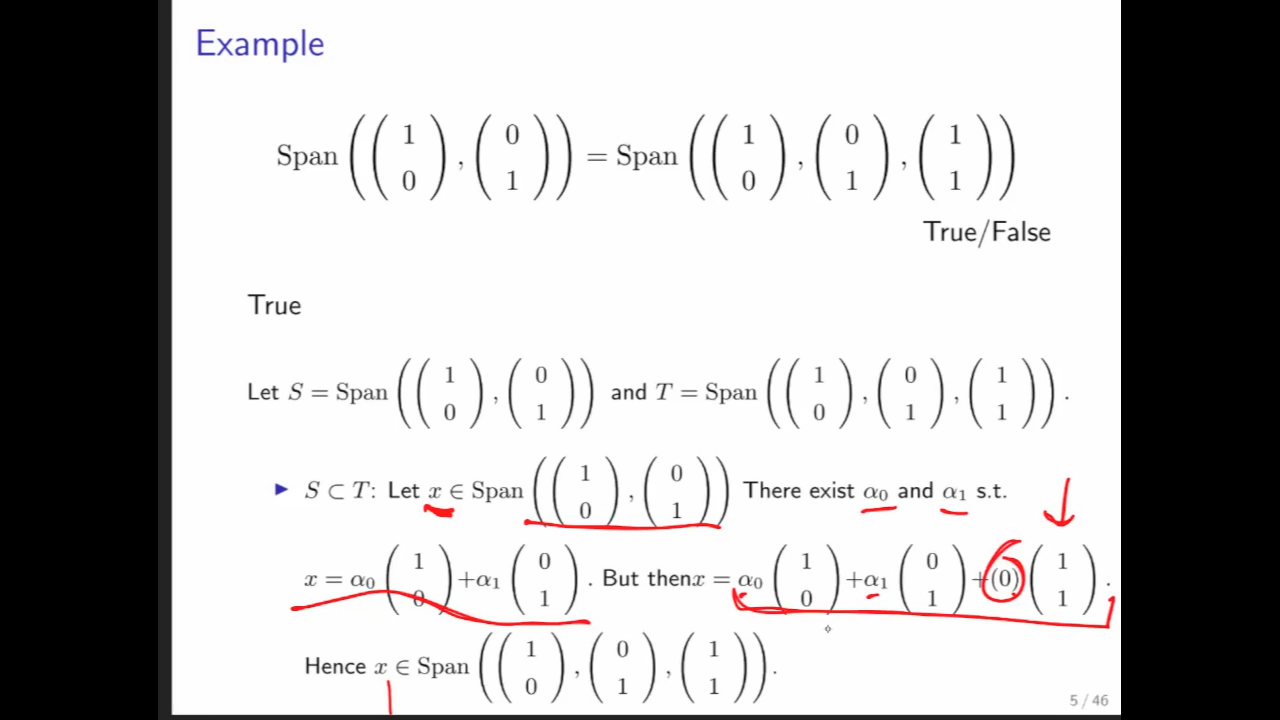 Example
Span ( ( 1 0 ) , ( 0 1 ) ) = Span ( ( 1 0 ) , ( 0 1 ) , ( 1 1 ) )
True/False
True
Let S = Span ( ( 1 0 ) , ( 0 1 ) ) and T = Span ( ( 1 0 ) , ( 0 1 ) , ( 1 1 ) ) .
▶ S ⊂ T: Let x ∈ Span ( ( 1 0 ) , ( 0 1 ) ) There exist α0 and α1 s.t.
x = α0 ( 1 0 ) +α1 ( 0 1 ) . But thenx = α0 ( 1 0 ) +α1 ( 0 1 ) +(0) ( 1 1 ) .
Hence x ∈ Span ( ( 1 0 ) , ( 0 1 ) , ( 1 1 ) ) .
5 / 46